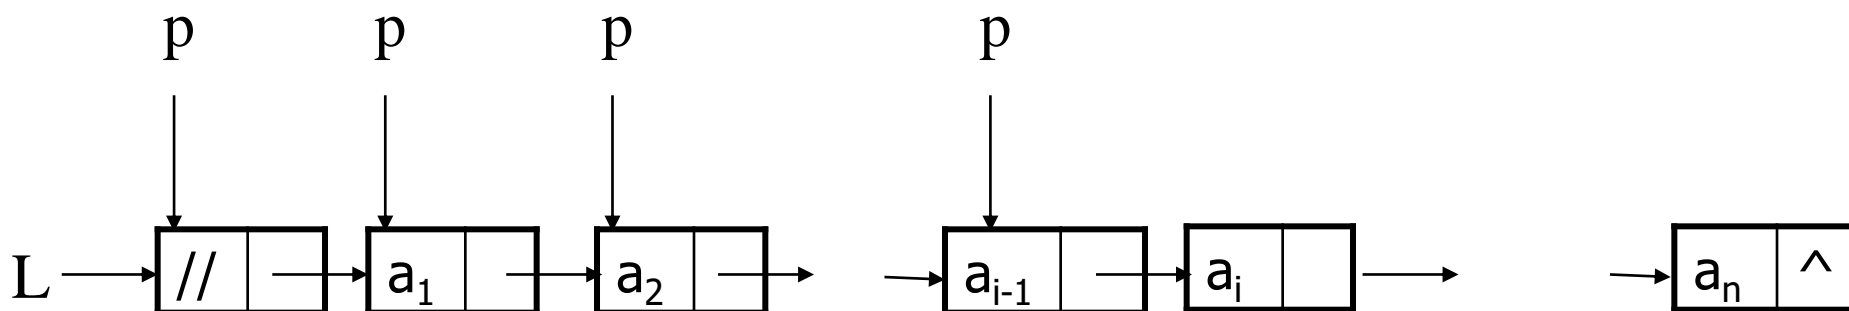 p p p p
L // a₁ a₂ aᵢ₋₁ aᵢ aₙ ^